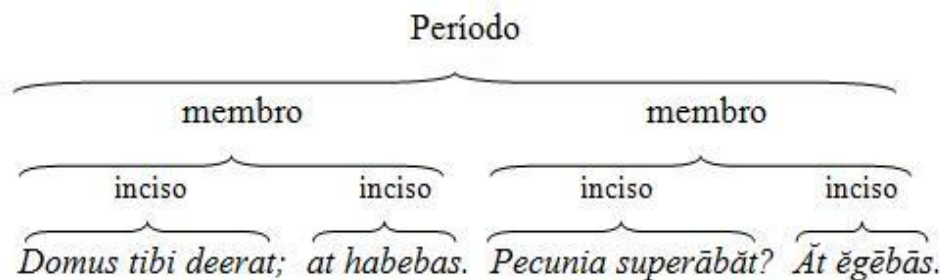 Período
membro membro
inciso inciso inciso inciso
Domus tibi deerat; at habebas. Pecunia superābăt? Ăt ĕgēbās.